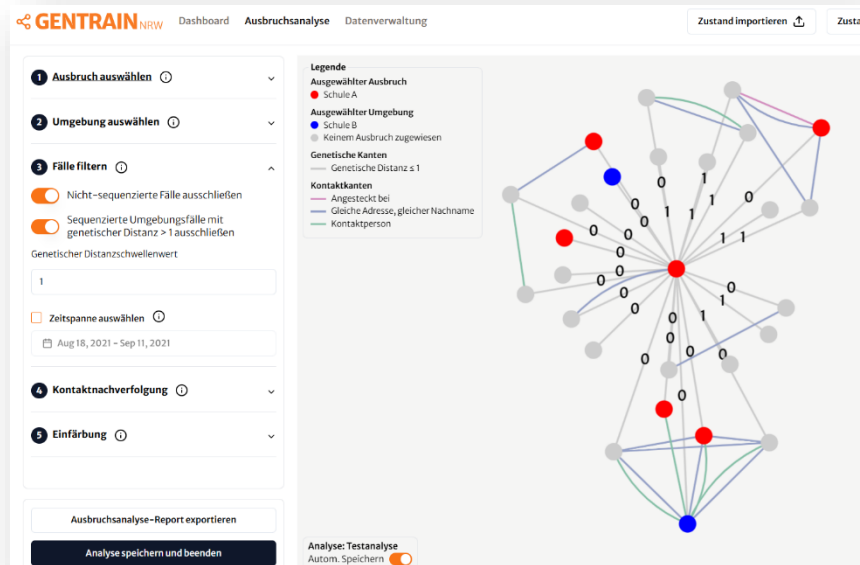 GENTRAIN NRW Dashboard Ausbruchsanalyse Datenverwaltung Zustand importieren
1 Ausbruch auswählen
2 Umgebung auswählen
3 Fälle filtern
Nicht-sequenzierte Fälle ausschließen
Sequenzierte Umgebungsfälle mit
genetischer Distanz > 1 ausschließen
Genetischer Distanzschwellenwert
1
Zeitspanne auswählen
Aug 18, 2021 - Sep 11, 2021
4 Kontaktnachverfolgung
5 Einfärbung
Ausbruchsanalyse-Report exportieren
Analyse speichern und beenden
Legende
Ausgewählter Ausbruch
Schule A
Ausgewählter Umgebung
Schule B
Keinem Ausbruch zugewiesen
Genetische Kanten
Genetische Distanz ≤ 1
Kontaktkanten
Angesteckt bei
Gleiche Adresse, gleicher Nachname
Kontaktperson
0 1
0 1 1 1 0
0
0 0 1 1
0
0 0
0 0
0 1
0 0 1
0
0 0 0
0
Analyse: Testanalyse
Autom. Speichern